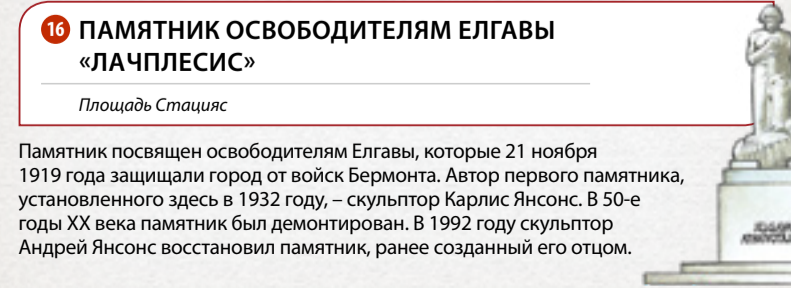 16 ПАМЯТНИК ОСВОБОДИТЕЛЯМ ЕЛГАВЫ
«ЛАЧПЛЕСИС»
Площадь Стацияс
Памятник посвящен освободителям Елгавы, которые 21 ноября
1919 года защищали город от войск Бермонта. Автор первого памятника,
установленного здесь в 1932 году, – скульптор Карлис Янсонс. В 50-е
годы XX века памятник был демонтирован. В 1992 году скульптор
Андрей Янсонс восстановил памятник, ранее созданный его отцом.